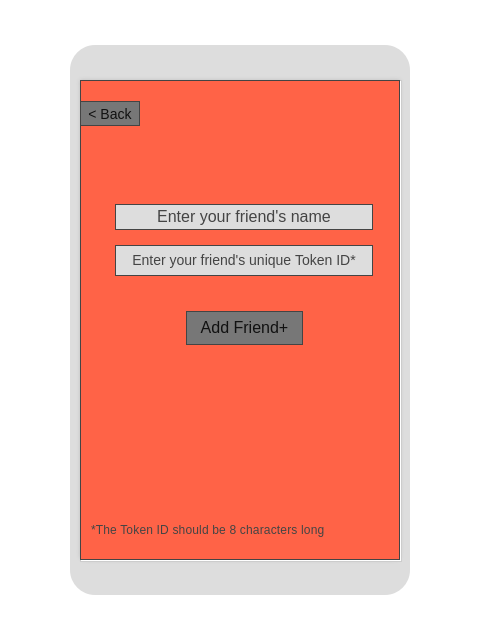 < Back
Enter your friend's name
Enter your friend's unique Token ID*
Add Friend+
*The Token ID should be 8 characters long